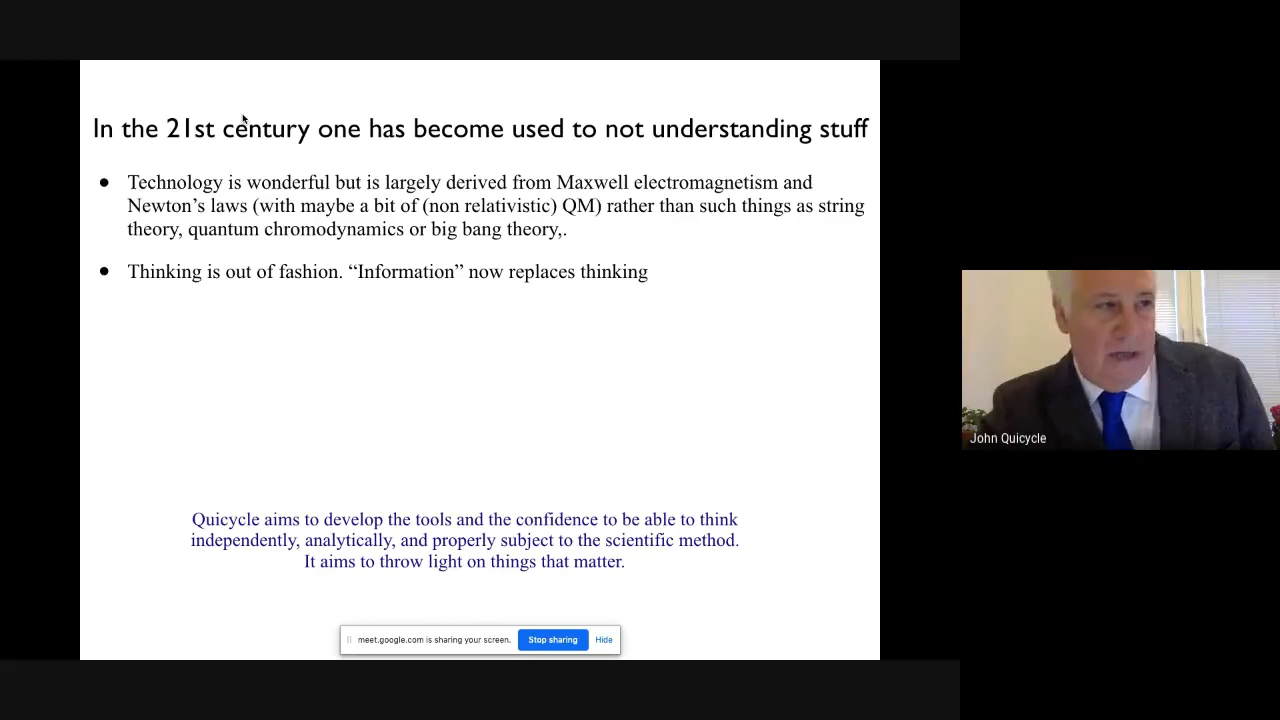 In the 21st century one has become used to not understanding stuff
● Technology is wonderful but is largely derived from Maxwell electromagnetism and
Newton's laws (with maybe a bit of (non relativistic) QM) rather than such things as string
theory, quantum chromodynamics or big bang theory,.
● Thinking is out of fashion. “Information” now replaces thinking
John Quicycle
Quicycle aims to develop the tools and the confidence to be able to think
independently, analytically, and properly subject to the scientific method.
It aims to throw light on things that matter.
meet.google.com is sharing your screen. Stop sharing Hide